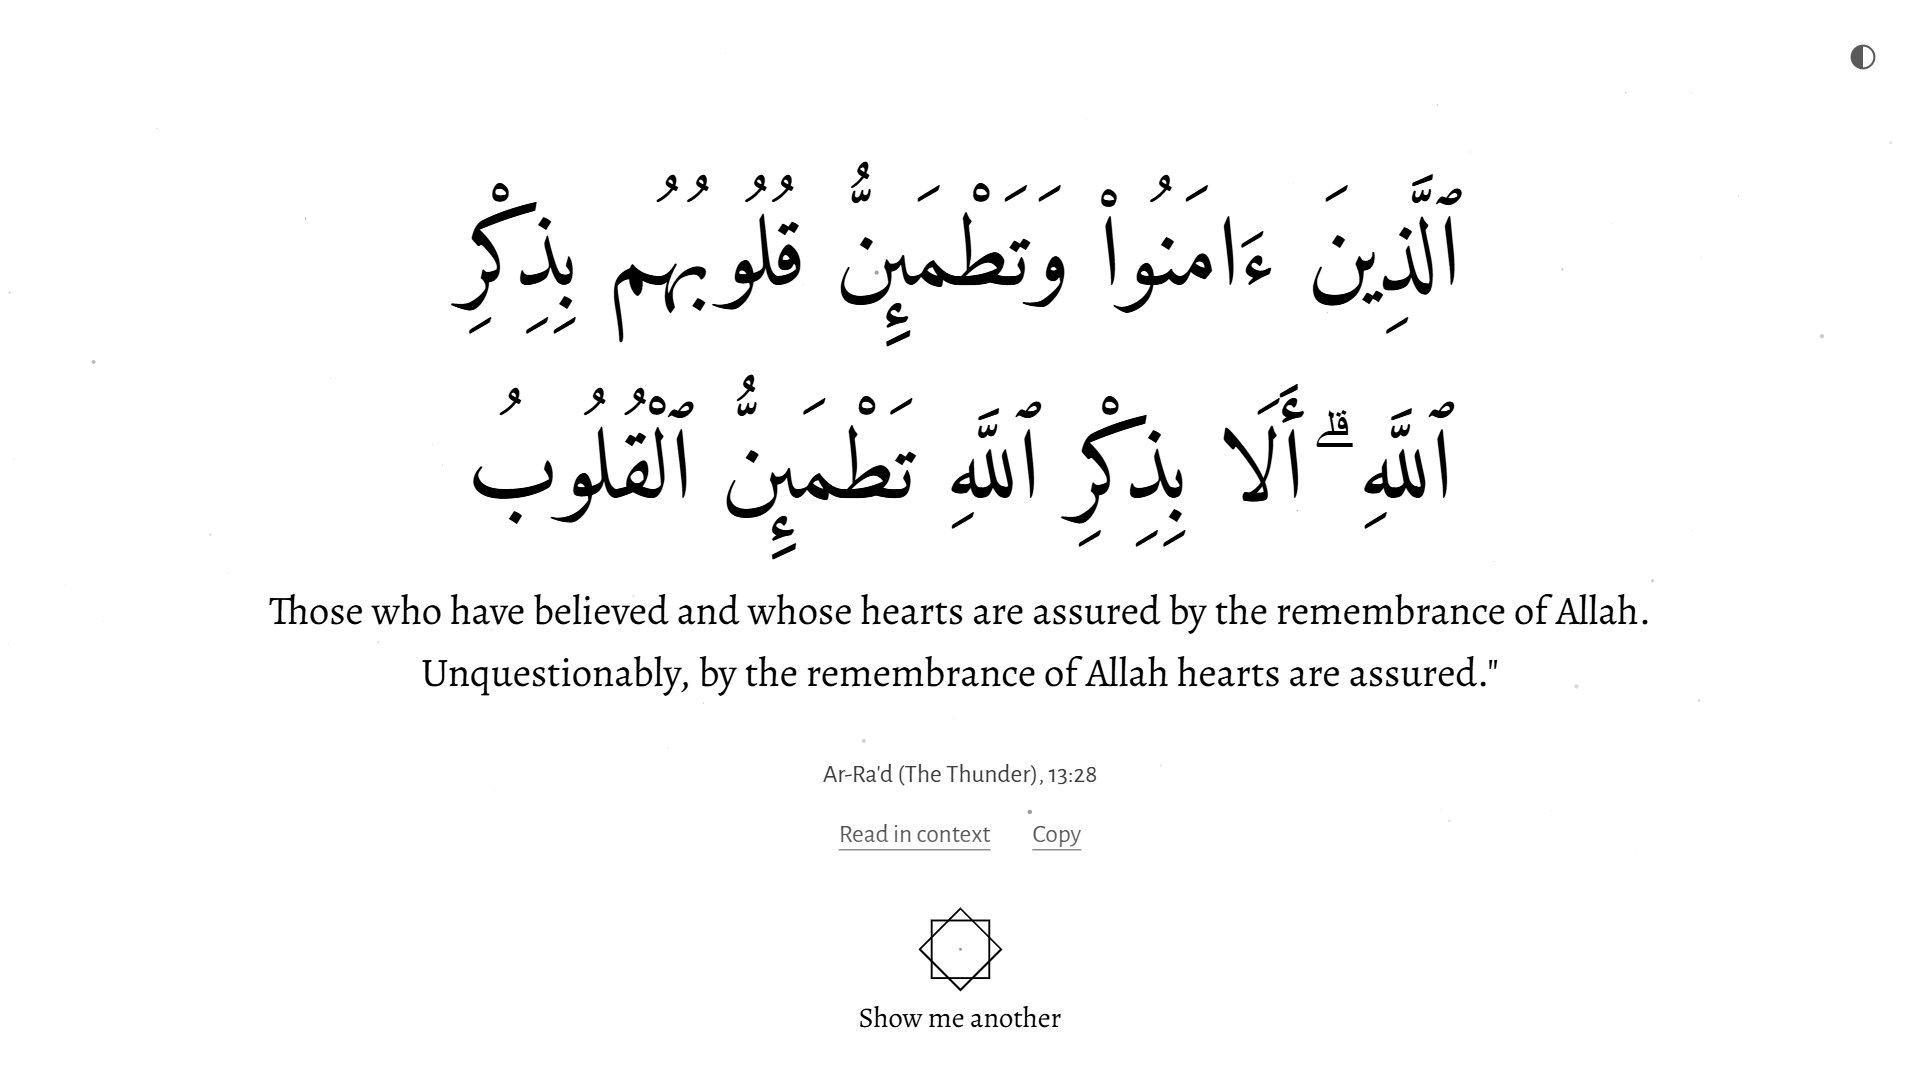 ٱلَّذِينَ ءَامَنُوا۟ وَتَطْمَئِنُّ قُلُوبُهُم بِذِكْرِ
ٱللَّهِ ۗ أَلَا بِذِكْرِ ٱللَّهِ تَطْمَئِنُّ ٱلْقُلُوبُ
Those who have believed and whose hearts are assured by the remembrance of Allah.
Unquestionably, by the remembrance of Allah hearts are assured."
Ar-Ra'd (The Thunder), 13:28
Read in context Copy
Show me another